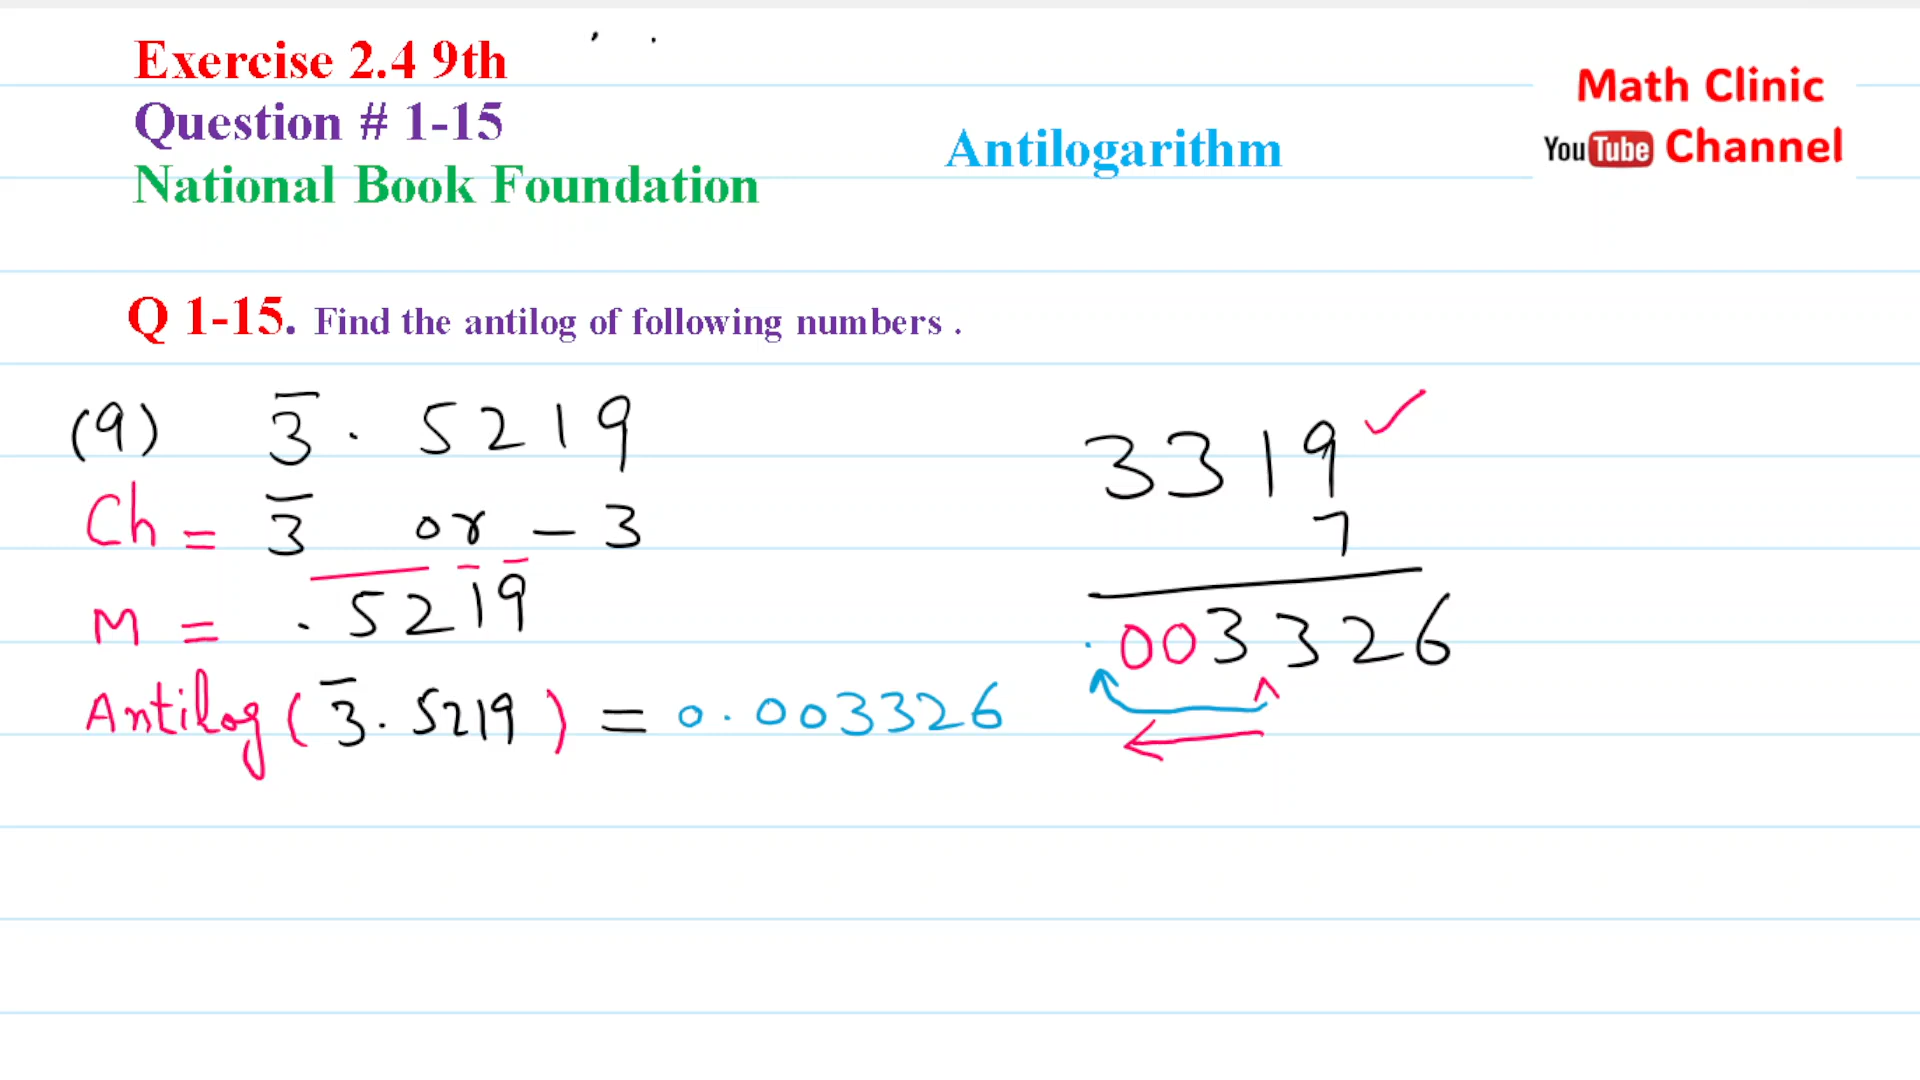 Exercise 2.4 9th
Question # 1-15
National Book Foundation
Antilogarithm
Math Clinic
YouTube Channel
Q 1-15. Find the antilog of following numbers .
(9) 3̅ . 5219
Ch = 3̅ or - 3
M = . 5219
Antilog ( 3̅ . 5219 ) = 0.003326
3319 ✓
7
.003326